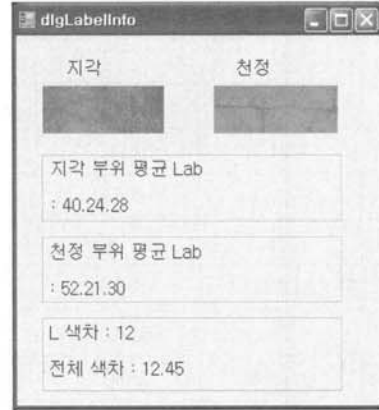 dlgLabelInfo
지각 천정
지각 부위 평균 Lab
: 40.24.28
천정 부위 평균 Lab
: 52.21.30
L 색차 : 12
전체 색차 : 12.45